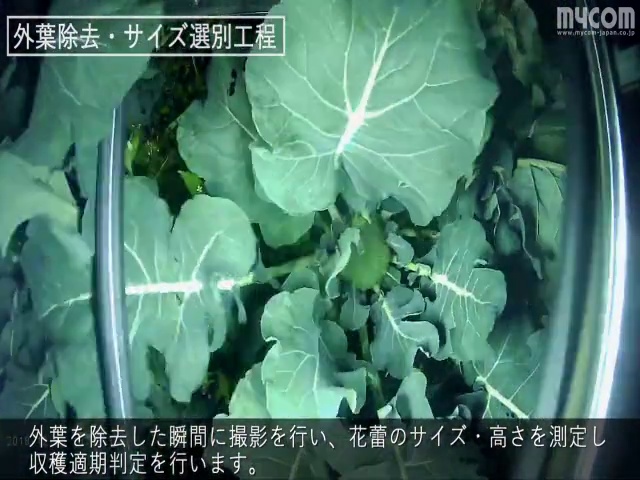 外葉除去・サイズ選別工程
mycom
www.mycom-japan.co.jp
外葉を除去した瞬間に撮影を行い、花蕾のサイズ・高さを測定し
収穫適期判定を行います。